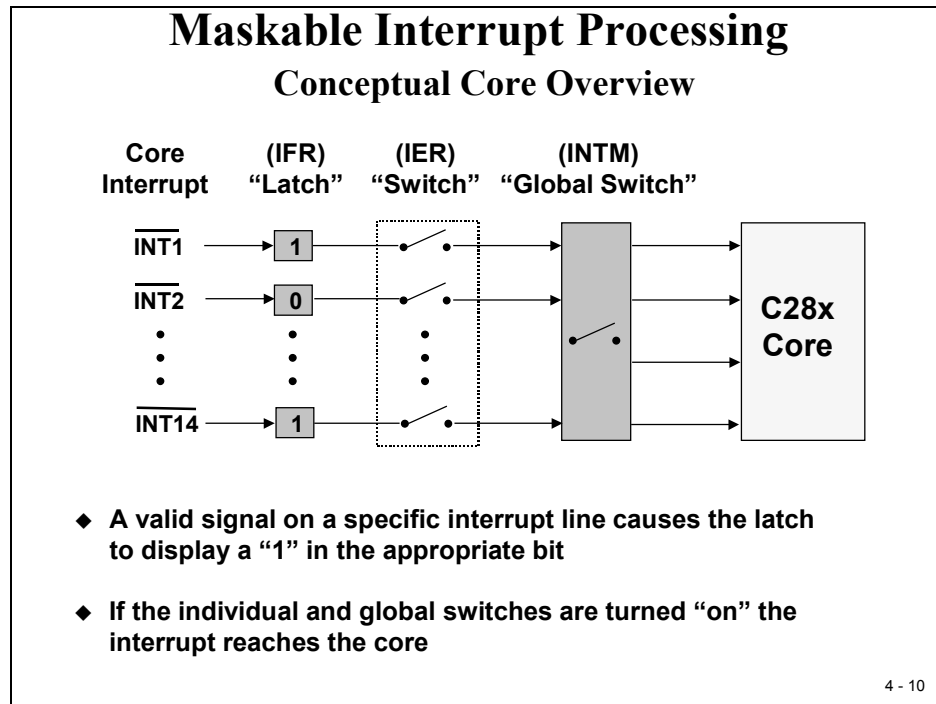 Maskable Interrupt Processing
Conceptual Core Overview
Core (IFR) (IER) (INTM)
Interrupt “Latch” “Switch” “Global Switch”
INT1 1
INT2 0
C28x
Core
INT14 1
◆ A valid signal on a specific interrupt line causes the latch
to display a “1” in the appropriate bit
◆ If the individual and global switches are turned “on” the
interrupt reaches the core
4 - 10